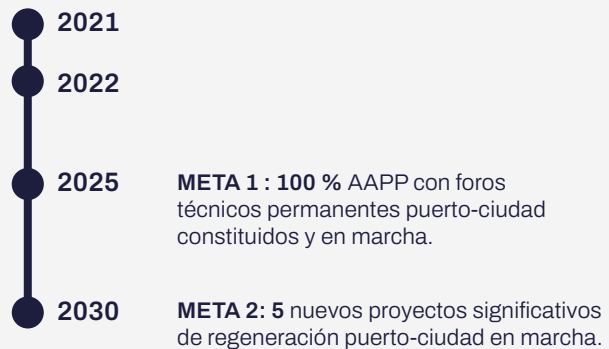 2021
2022
2025
META 1 : 100 % AAPP con foros
técnicos permanentes puerto-ciudad
constituidos y en marcha.
2030
META 2: 5 nuevos proyectos significativos
de regeneración puerto-ciudad en marcha.